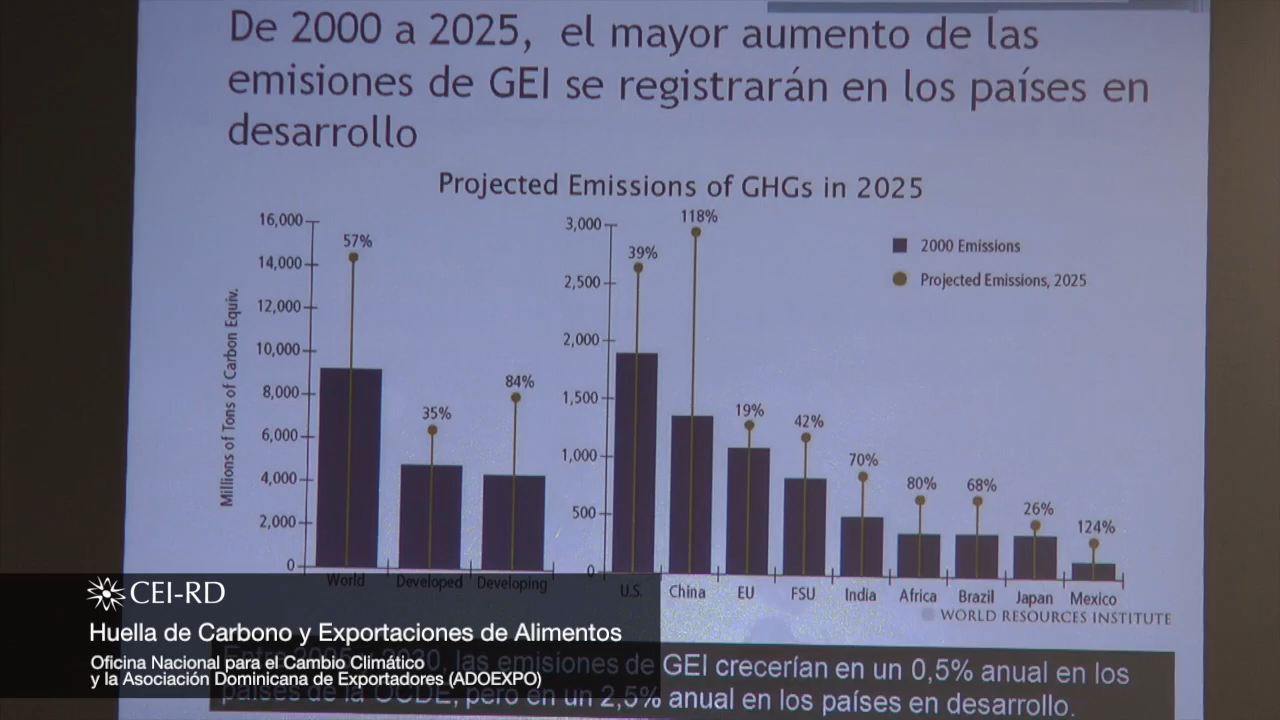 De 2000 a 2025, el mayor aumento de las
emisiones de GEI se registrarán en los países en
desarrollo
Projected Emissions of GHGs in 2025
Millions of Tons of Carbon Equiv.
16,000
14,000
12,000
10,000
8,000
6,000
4,000
2,000
0
57%
35%
84%
World Developed Developing
3,000
2,500
2,000
1,500
1,000
500
0
39%
118%
19%
42%
70%
80%
68%
26%
124%
U.S. China EU FSU India Africa Brazil Japan Mexico
2000 Emissions
Projected Emissions, 2025
WORLD RESOURCES INSTITUTE
CEI-RD
Huella de Carbono y Exportaciones de Alimentos
Oficina Nacional para el Cambio Climático
y la Asociación Dominicana de Exportadores (ADOEXPO)
las emisiones de GEI crecerían en un 0,5% anual en los
países de la OCDE, pero en un 2,5% anual en los países en desarrollo.